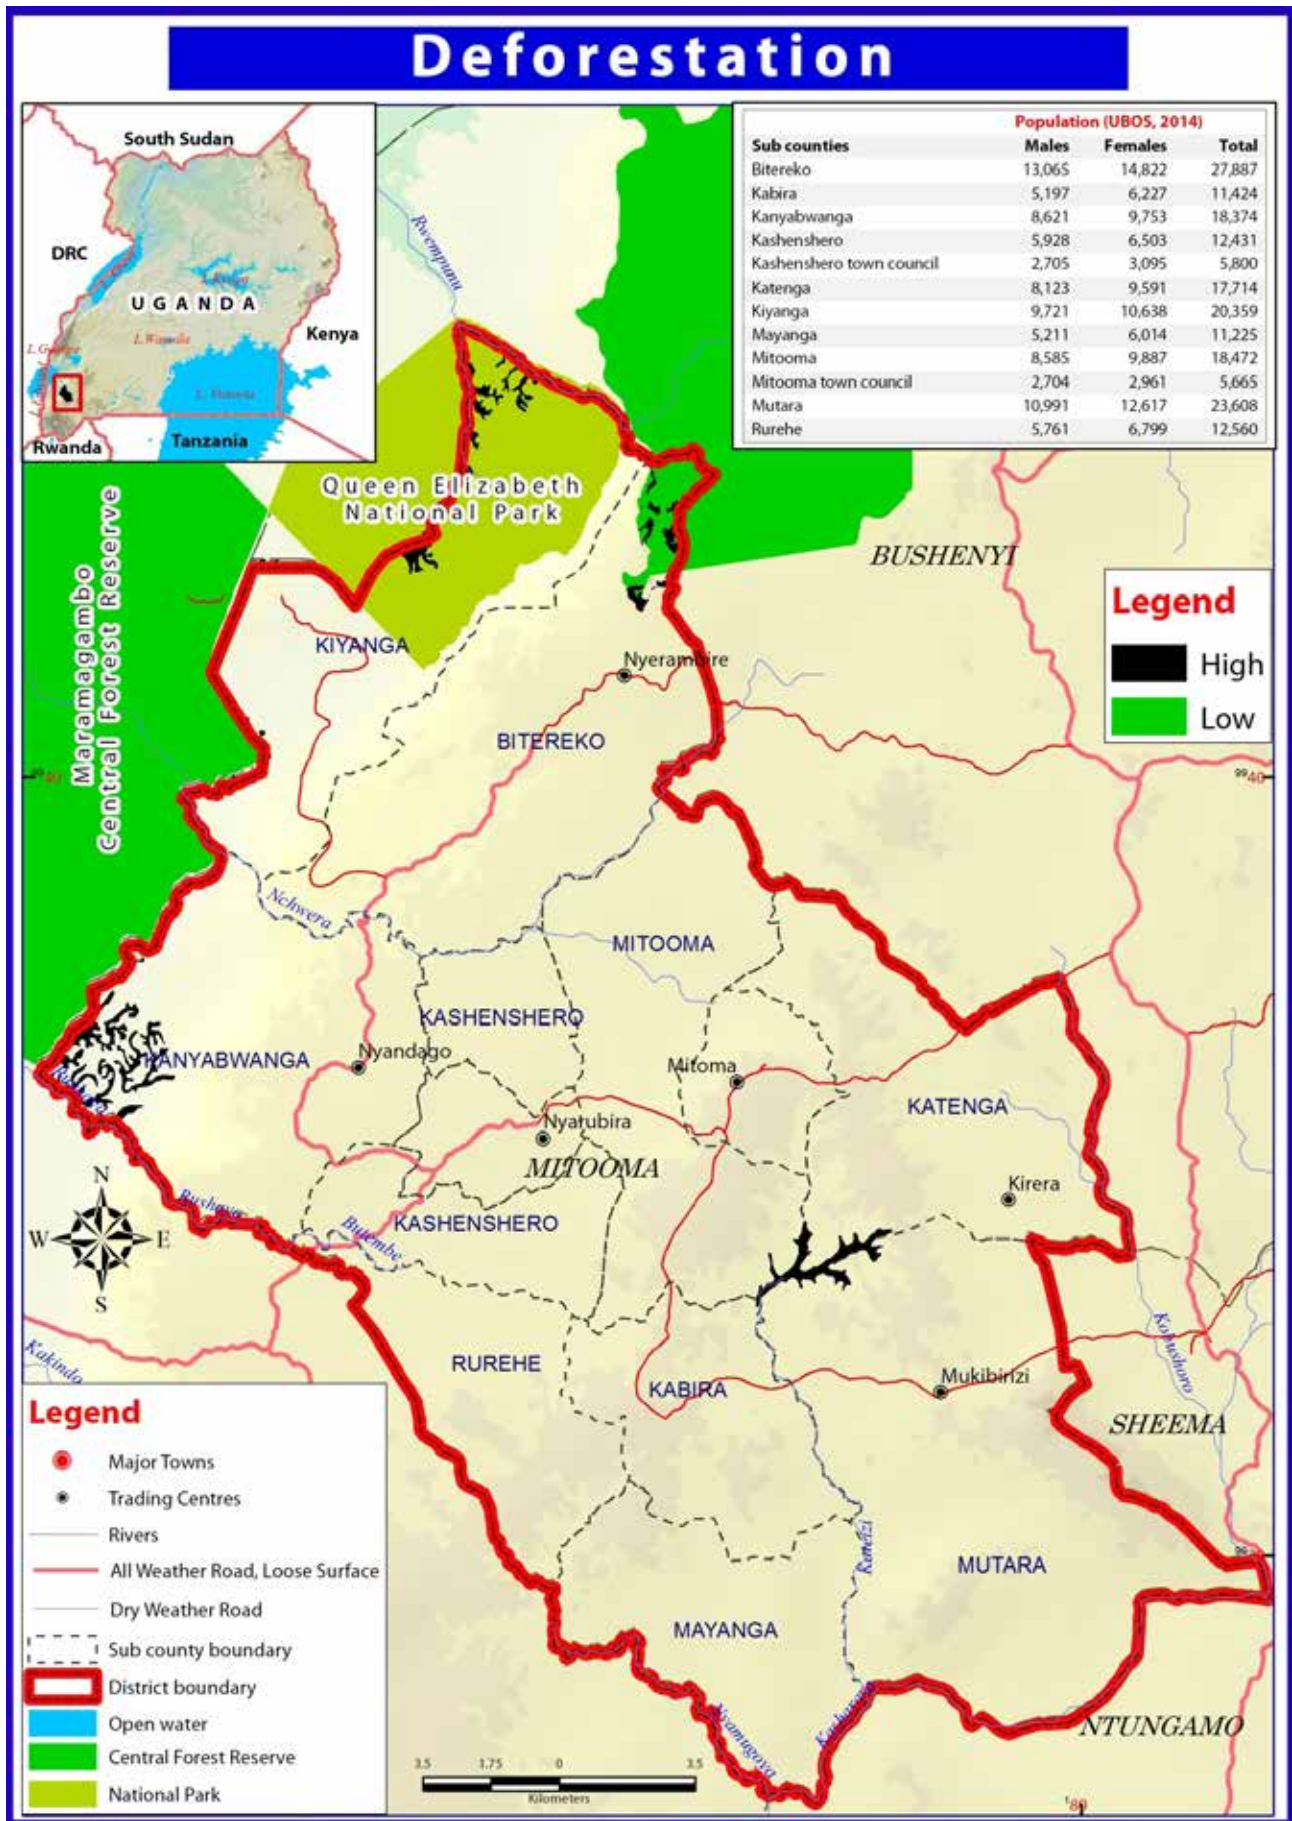 Deforestation
South Sudan
DRC
UGANDA
Kenya
L. Wamala
L. Victoria
Rwanda
Tanzania
Population (UBOS, 2014)
Sub counties Males Females Total
Bitereko 13,065 14,822 27,887
Kabira 5,197 6,227 11,424
Kanyabwanga 8,621 9,753 18,374
Kashenshero 5,928 6,503 12,431
Kashenshero town council 2,705 3,095 5,800
Katenga 8,123 9,591 17,714
Kiyanga 9,721 10,638 20,359
Mayanga 5,211 6,014 11,225
Mitooma 8,585 9,887 18,472
Mitooma town council 2,704 2,961 5,665
Mutara 10,991 12,617 23,608
Rurehe 5,761 6,799 12,560
Rwempunu
Queen Elizabeth
National Park
Maramagambo
Central Forest Reserve
BUSHENYI
Legend
High
Low
KIYANGA
Nyerambire
BITEREKO
99 40
Nchwera
MITOOMA
KASHENSHERO
KANYABWANGA
Nyandago
Mitoma
KATENGA
Nyarubira
MITOOMA
Kirera
N
W E
S
Rushaya
Butembe
KASHENSHERO
Kakindo
RUREHE
KABIRA
Mukibirizi
Kobushoro
SHEEMA
MUTARA
MAYANGA
Nyamugoya
NTUNGAMO
Legend
Major Towns
Trading Centres
Rivers
All Weather Road, Loose Surface
Dry Weather Road
Sub county boundary
District boundary
Open water
Central Forest Reserve
National Park
3.5 1.75 0 3.5
Kilometers